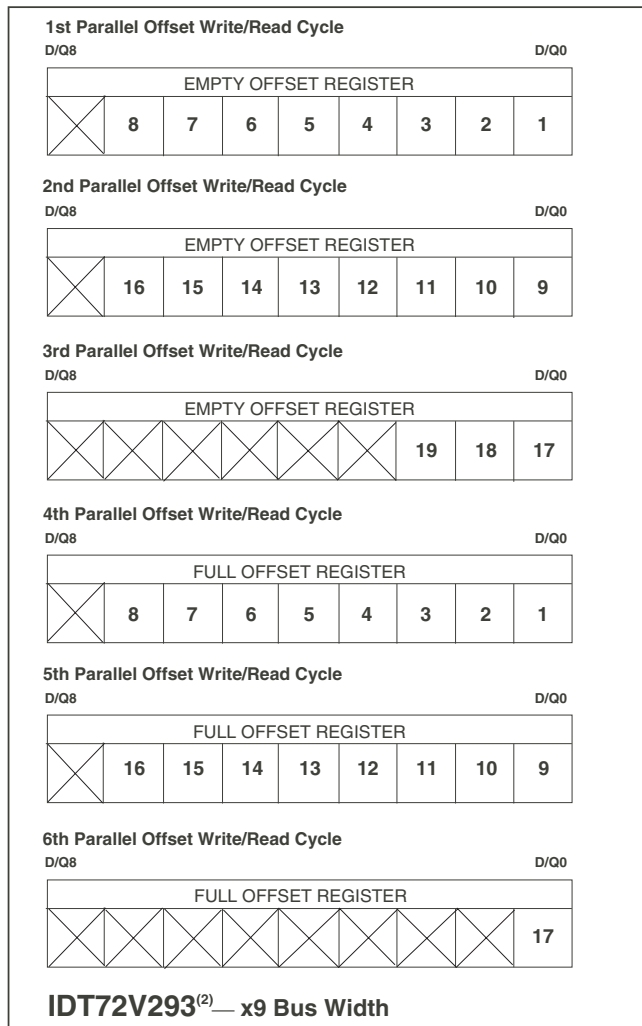 1st Parallel Offset Write/Read Cycle
D/Q8 D/Q0
EMPTY OFFSET REGISTER
8 7 6 5 4 3 2 1
2nd Parallel Offset Write/Read Cycle
D/Q8 D/Q0
EMPTY OFFSET REGISTER
16 15 14 13 12 11 10 9
3rd Parallel Offset Write/Read Cycle
D/Q8 D/Q0
EMPTY OFFSET REGISTER
19 18 17
4th Parallel Offset Write/Read Cycle
D/Q8 D/Q0
FULL OFFSET REGISTER
8 7 6 5 4 3 2 1
5th Parallel Offset Write/Read Cycle
D/Q8 D/Q0
FULL OFFSET REGISTER
16 15 14 13 12 11 10 9
6th Parallel Offset Write/Read Cycle
D/Q8 D/Q0
FULL OFFSET REGISTER
17
IDT72V293(2)— x9 Bus Width